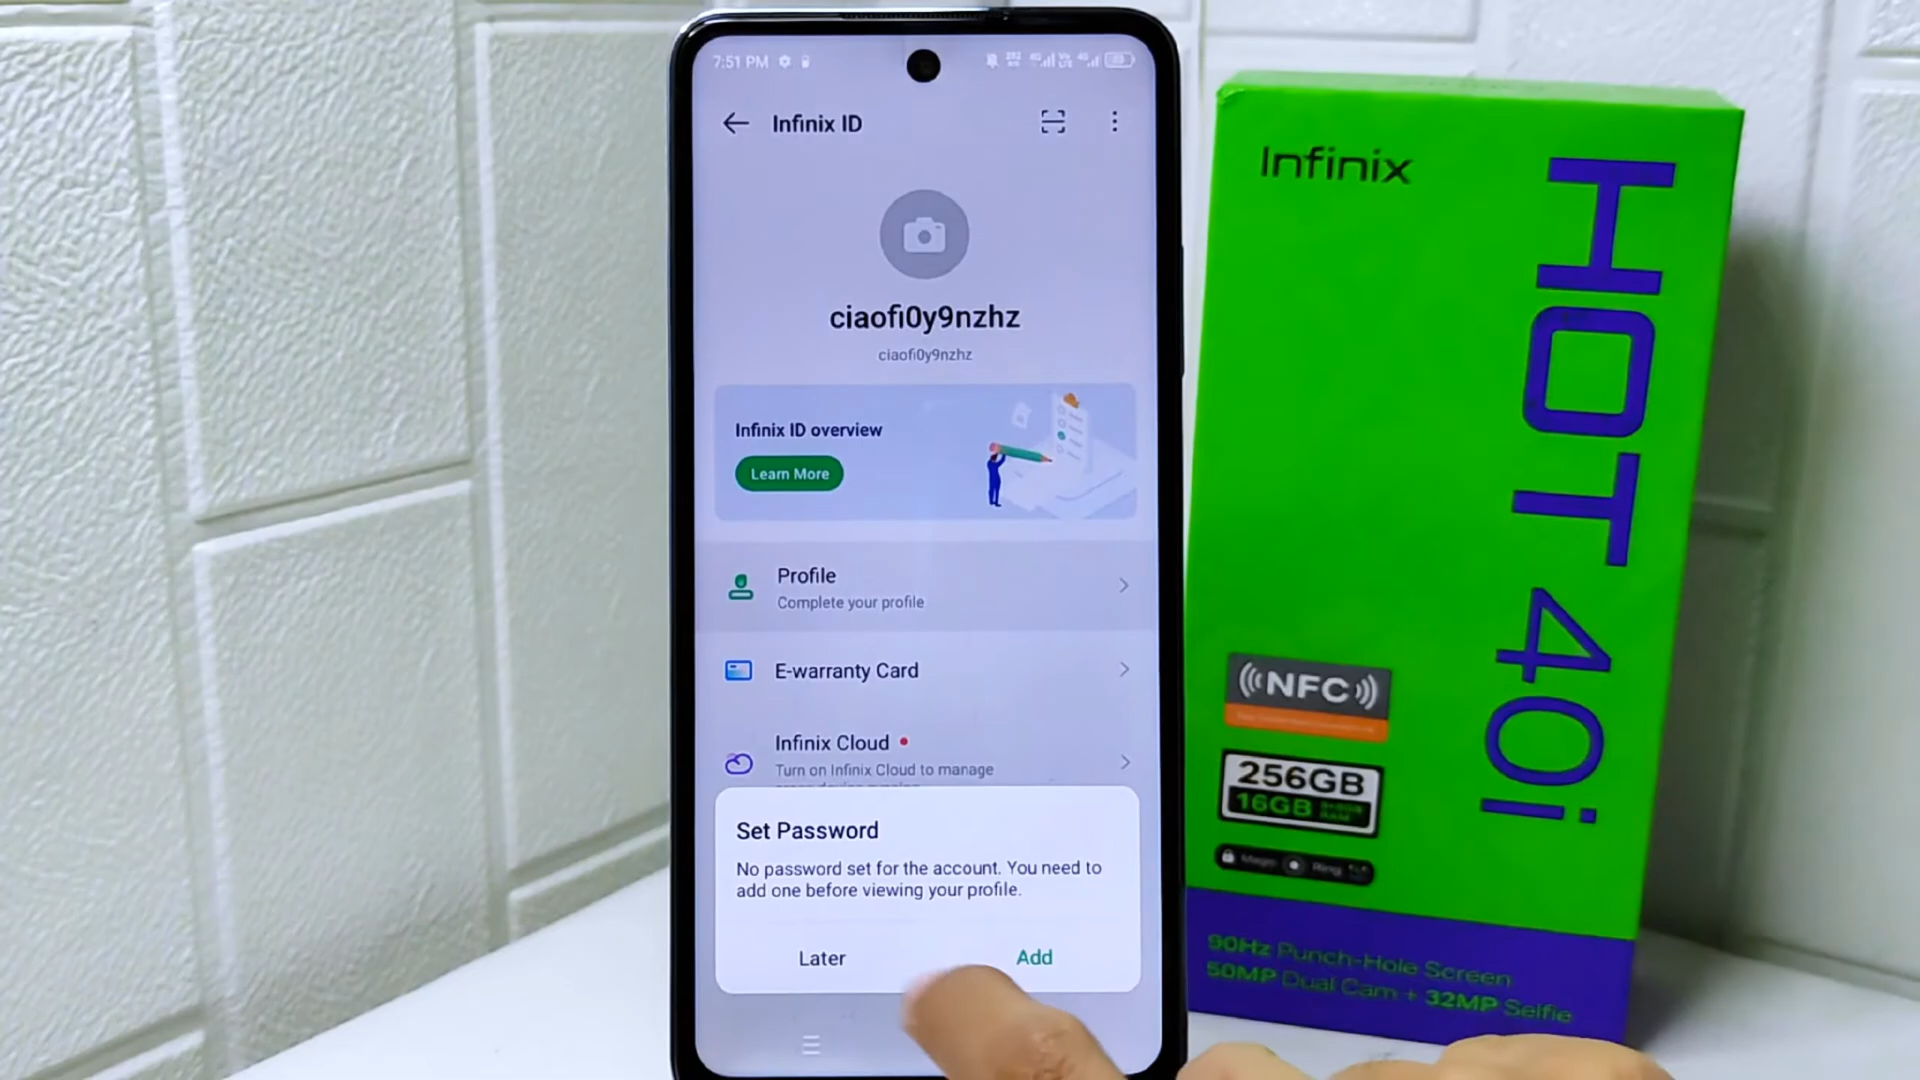 7:51 PM
Infinix ID
ciaofi0y9nzhz
ciaofi0y9nzhz
Infinix ID overview
Learn More
Profile
Complete your profile
E-warranty Card
Infinix Cloud
Turn on Infinix Cloud to manage
Set Password
No password set for the account. You need to
add one before viewing your profile.
Later
Add
Infinix
HOT 40i
NFC
256GB
16GB
Magic Ring
90Hz Punch-Hole Screen
50MP Dual Cam + 32MP Selfie